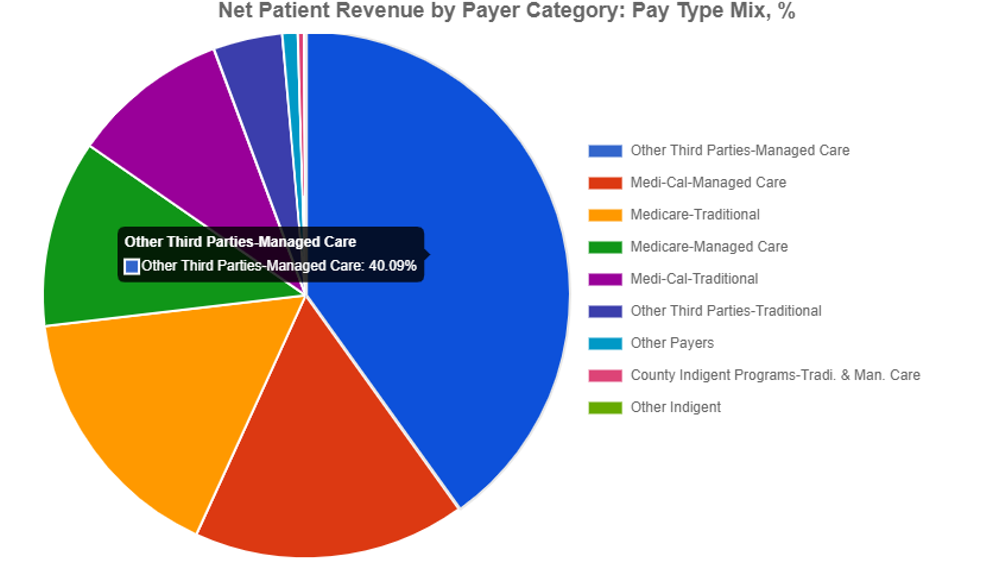 Net Patient Revenue by Payer Category: Pay Type Mix, %
Other Third Parties-Managed Care
Other Third Parties-Managed Care: 40.09%
Other Third Parties-Managed Care
Medi-Cal-Managed Care
Medicare-Traditional
Medicare-Managed Care
Medi-Cal-Traditional
Other Third Parties-Traditional
Other Payers
County Indigent Programs-Tradi. & Man. Care
Other Indigent